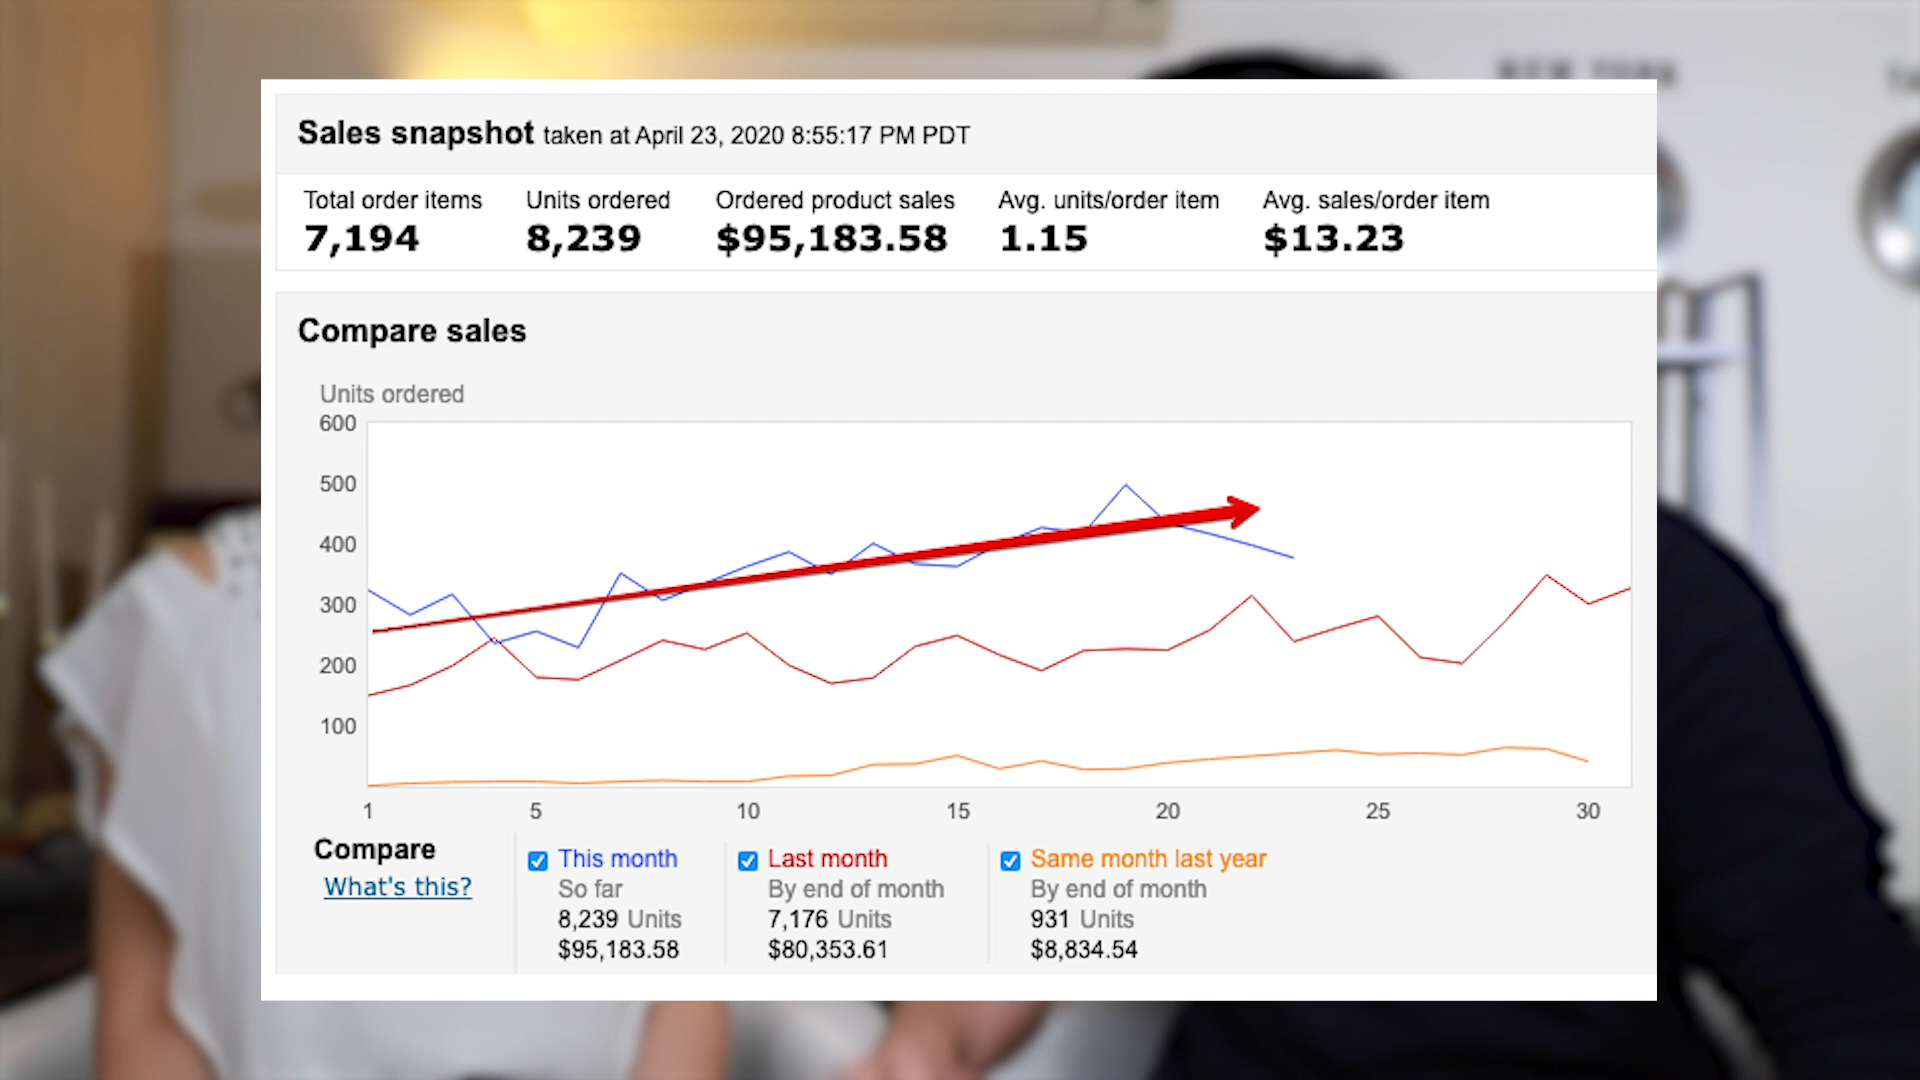 NEW YORK
Sales snapshot taken at April 23, 2020 8:55:17 PM PDT
Total order items Units ordered Ordered product sales Avg. units/order item Avg. sales/order item
7,194 8,239 $95,183.58 1.15 $13.23
Compare sales
Units ordered
600
500
400
300
200
100
1 5 10 15 20 25 30
Compare
What's this?
This month Last month Same month last year
So far By end of month By end of month
8,239 Units 7,176 Units 931 Units
$95,183.58 $80,353.61 $8,834.54